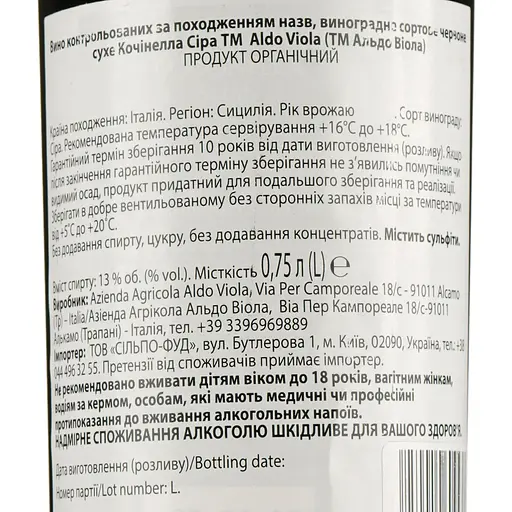 Вино контрольованих за походженням назв, виноградне сортове червоне
сухе Кочінелла Сіра ТМ Aldo Viola (ТМ Альдо Віола)
ПРОДУКТ ОРГАНІЧНИЙ
Країна походження: Італія. Регіон: Сицилія. Рік врожаю . Сорт винограду:
Сіра. Рекомендована температура сервірування +16°С до +18°С.
Гарантійний термін зберігання 10 років від дати виготовлення (розливу). Якщо
після закінчення гарантійного терміну зберігання не з’явились помутніння чи
видимий осад, продукт придатний для подальшого зберігання та реалізації.
Зберігати в добре вентильованому без сторонніх запахів місці за температури
від +5°С до +20°С.
Без додавання спирту, цукру, без додавання концентратів. Містить сульфіти.
Вміст спирту: 13 % об. (% vol.). Місткість 0,75 л (L) ℮
Виробник: Azienda Agricola Aldo Viola, Via Per Camporeale 18/c - 91011 Alcamo
(Tp) – Italia/Азієнда Агрікола Альдо Віола, Віа Пер Кампореале 18/с - 91011
Алькамо (Трапані) - Італія, тел. +39 3396969889
Імпортер: ТОВ «СІЛЬПО-ФУД», вул. Бутлерова 1, м. Київ, 02090, Україна, тел. +38
044 496 32 55. Претензії від споживачів приймає імпортер.
Не рекомендовано вживати дітям віком до 18 років, вагітним жінкам,
водіям за кермом, особам, які мають медичні чи професійні
протипоказання до вживання алкогольних напоїв.
НАДМІРНЕ СПОЖИВАННЯ АЛКОГОЛЮ ШКІДЛИВЕ ДЛЯ ВАШОГО ЗДОРОВ'Я.
Дата виготовлення (розливу)/Bottling date:
Номер партії/Lot number: L.